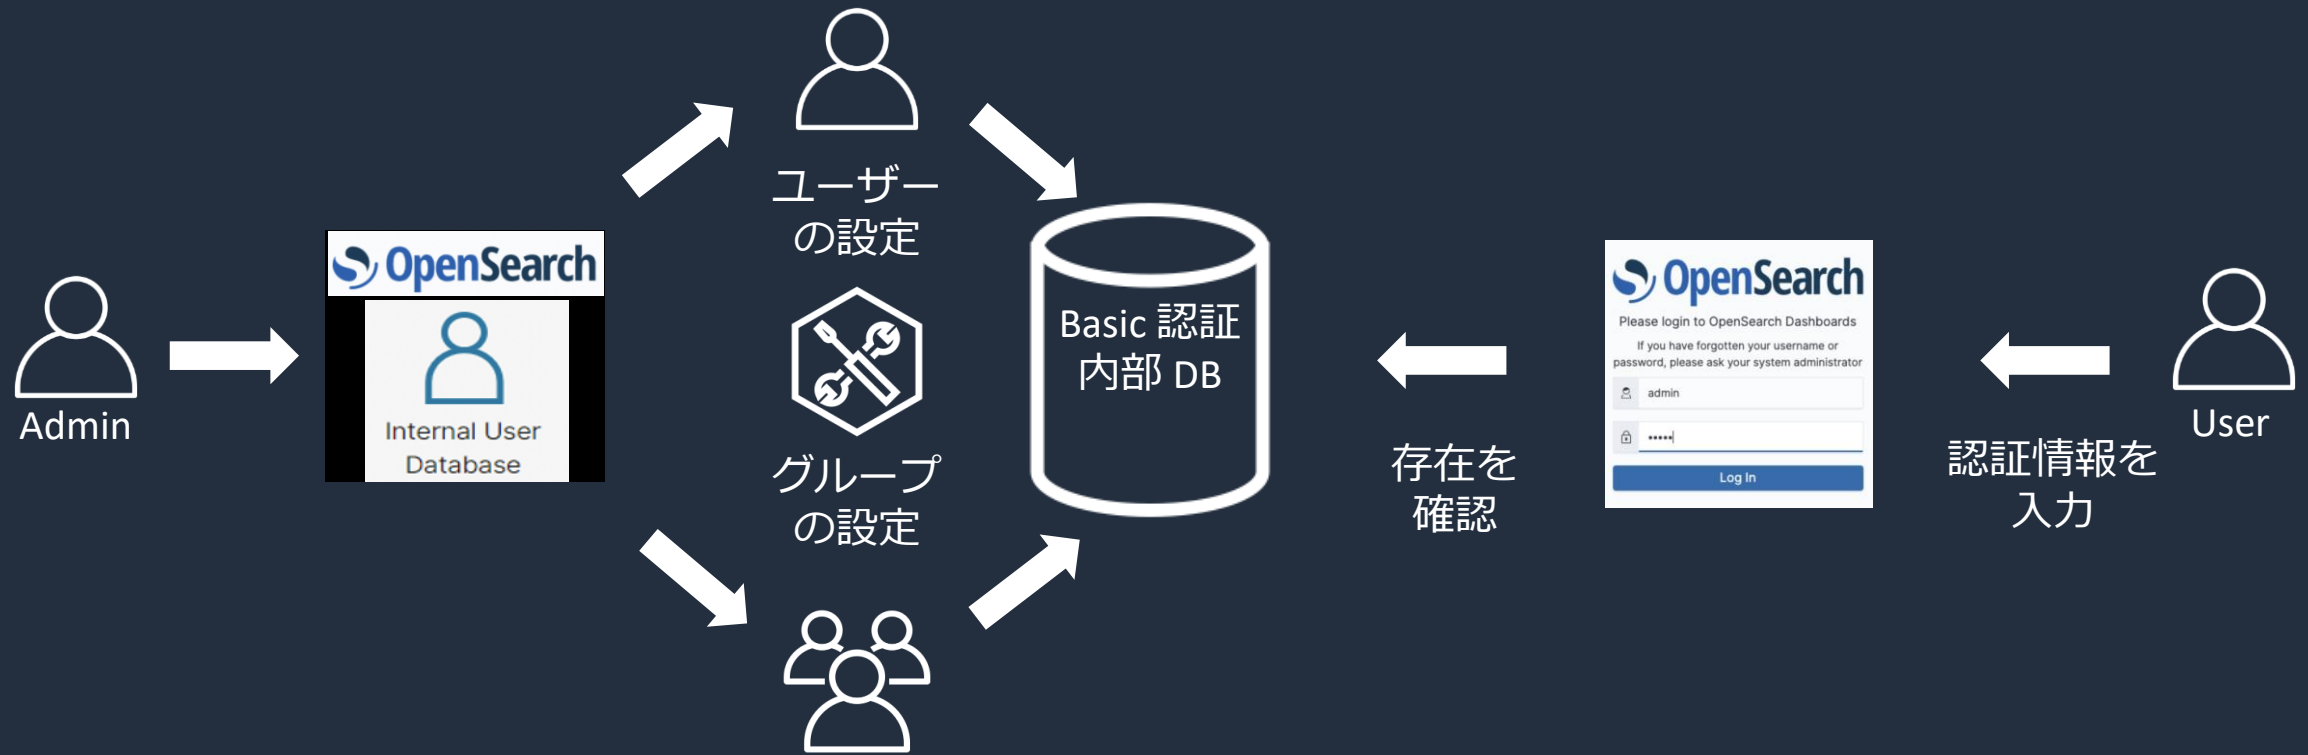 Admin
OpenSearch
Internal User
Database
ユーザー
の設定
グループ
の設定
Basic 認証
内部 DB
存在を
確認
OpenSearch
Please login to OpenSearch Dashboards
If you have forgotten your username or
password, please ask your system administrator
admin
•••••
Log In
認証情報を
入力
User